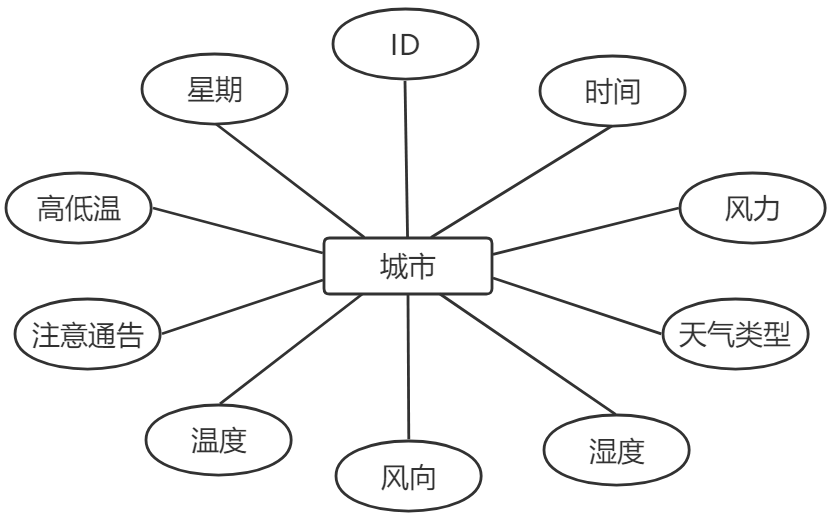 ID
星期
时间
高低温
风力
城市
注意通告
天气类型
温度
湿度
风向